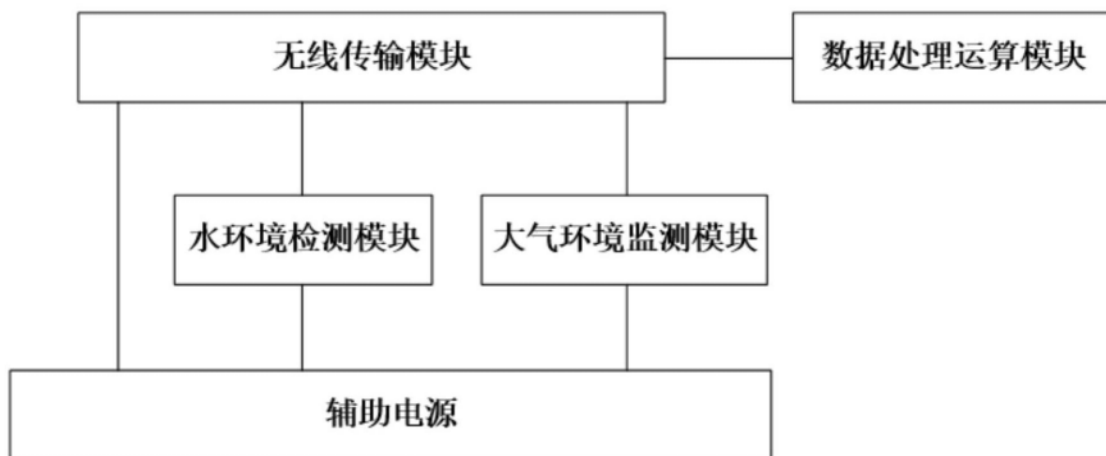 无线传输模块
数据处理运算模块
水环境检测模块
大气环境监测模块
辅助电源